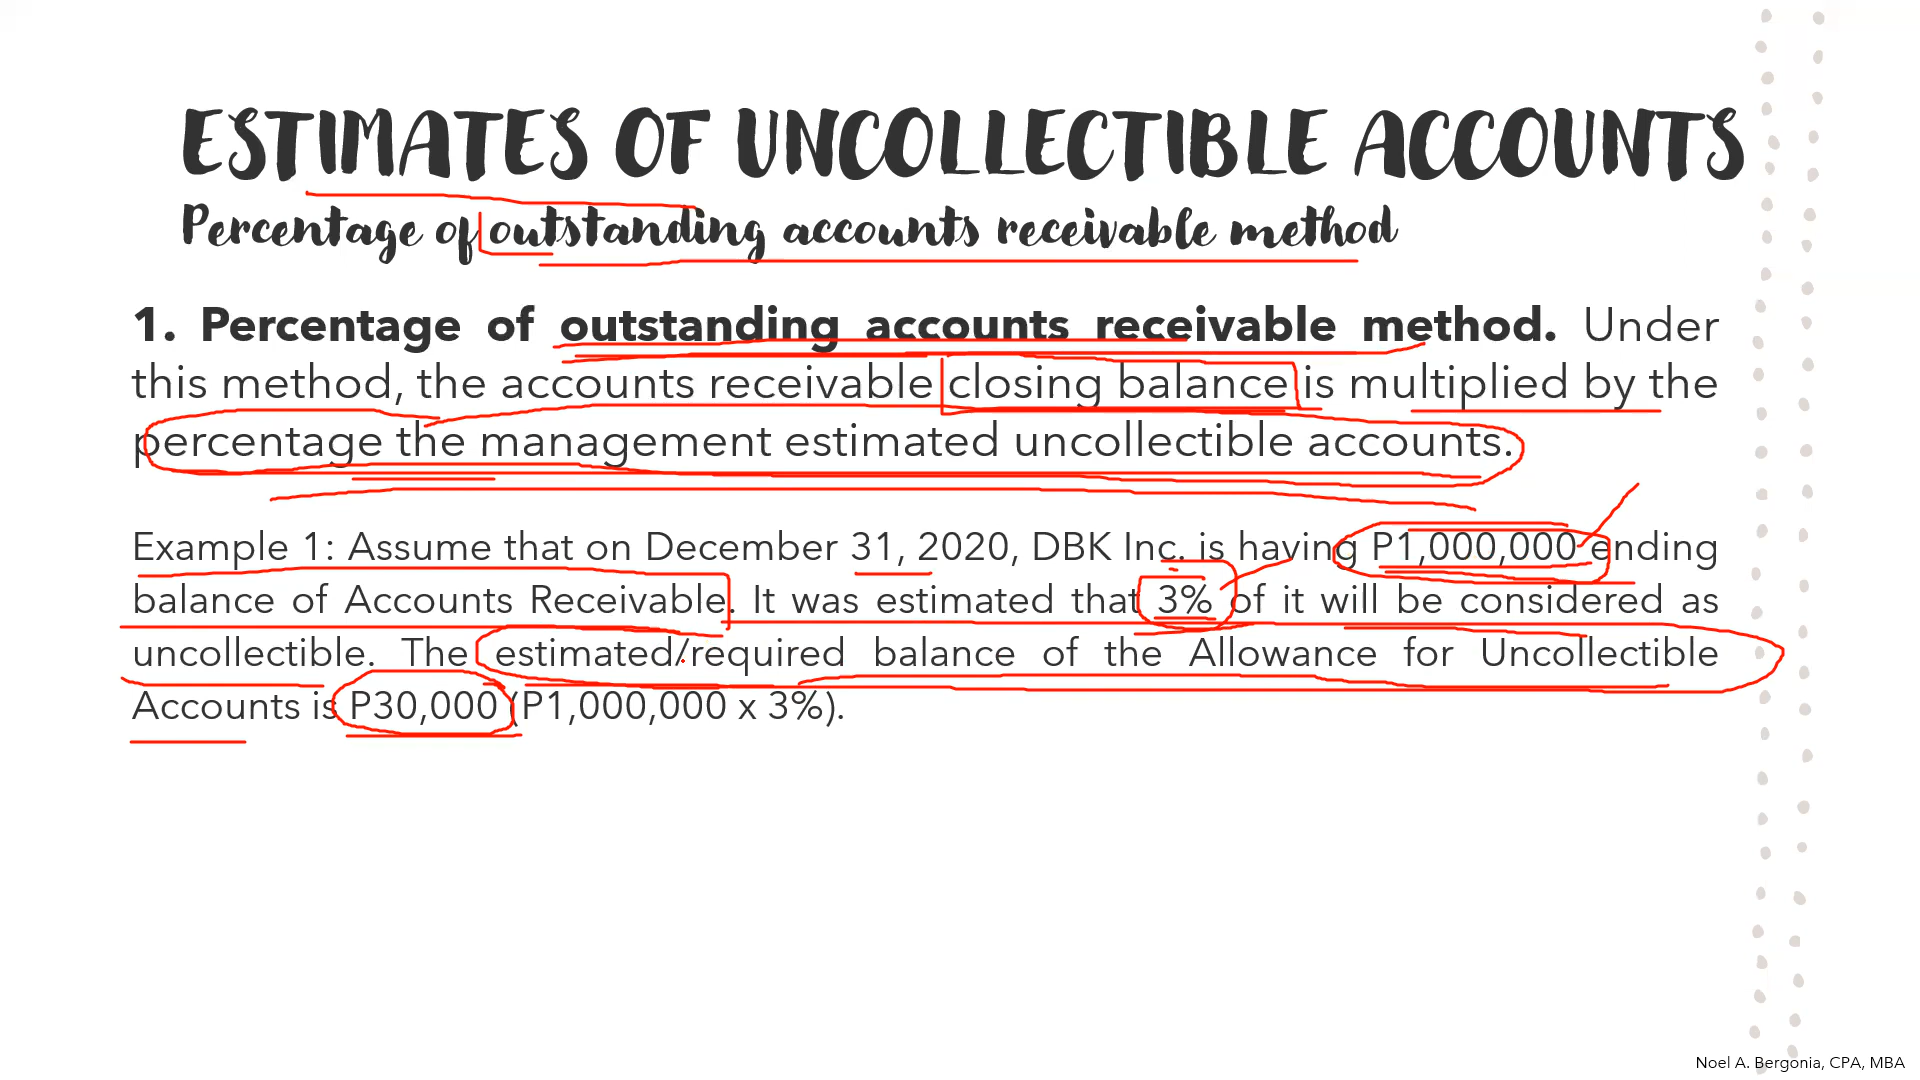 ESTIMATES OF UNCOLLECTIBLE ACCOUNTS
Percentage of outstanding accounts receivable method
1. Percentage of outstanding accounts receivable method. Under
this method, the accounts receivable closing balance is multiplied by the
percentage the management estimated uncollectible accounts.
Example 1: Assume that on December 31, 2020, DBK Inc. is having P1,000,000 ending
balance of Accounts Receivable. It was estimated that 3% of it will be considered as
uncollectible. The estimated/required balance of the Allowance for Uncollectible
Accounts is P30,000 (P1,000,000 x 3%).
Noel A. Bergonia, CPA, MBA